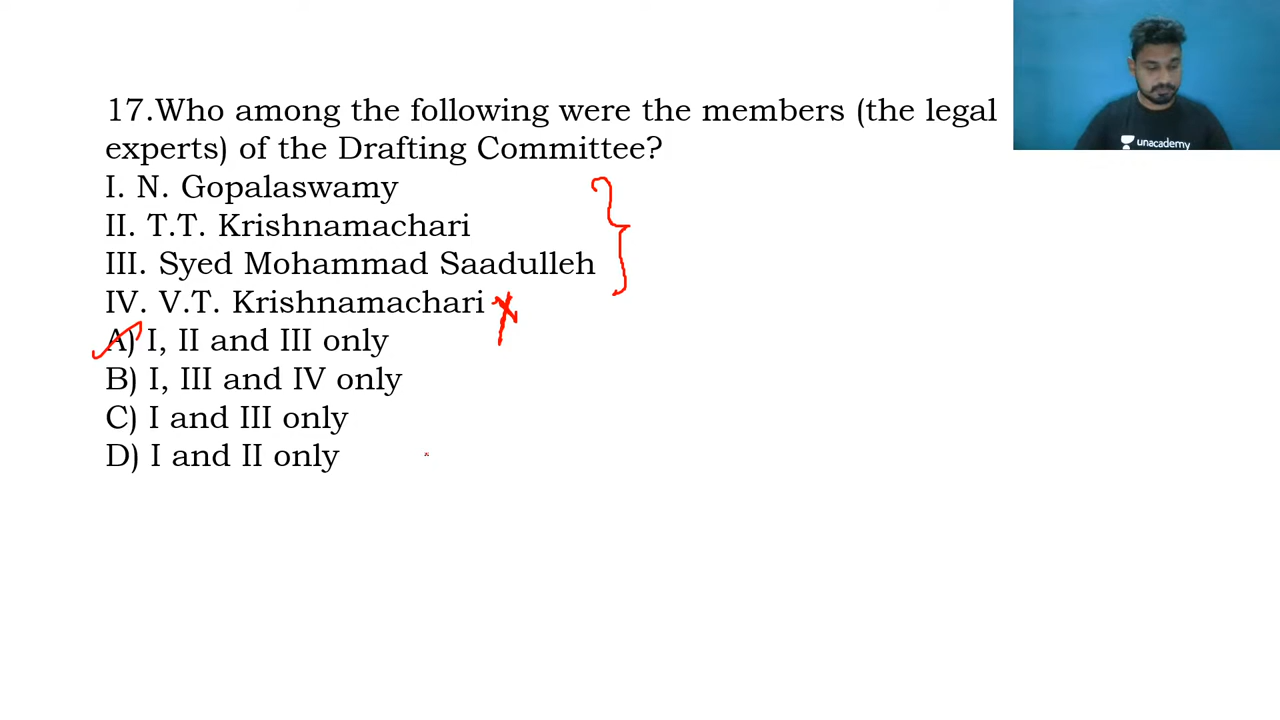 17.Who among the following were the members (the legal
experts) of the Drafting Committee?
I. N. Gopalaswamy
II. T.T. Krishnamachari
III. Syed Mohammad Saadulleh
IV. V.T. Krishnamachari
A) I, II and III only
B) I, III and IV only
C) I and III only
D) I and II only
unacademy